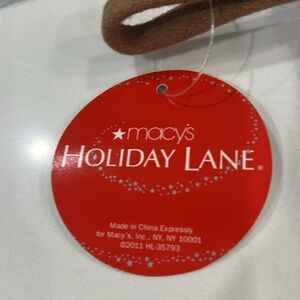 ★macy's
HOLIDAY LANE®
Made in China Expressly
for Macy's, Inc., NY, NY 10001
©2011 HL-35793